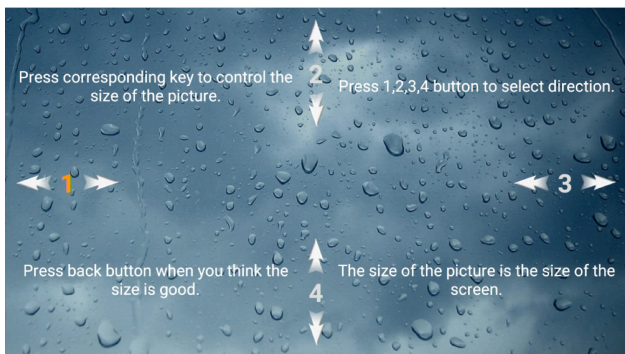 2
Press corresponding key to control the
size of the picture.
Press 1,2,3,4 button to select direction.
1
3
Press back button when you think the
size is good.
4
The size of the picture is the size of the
screen.